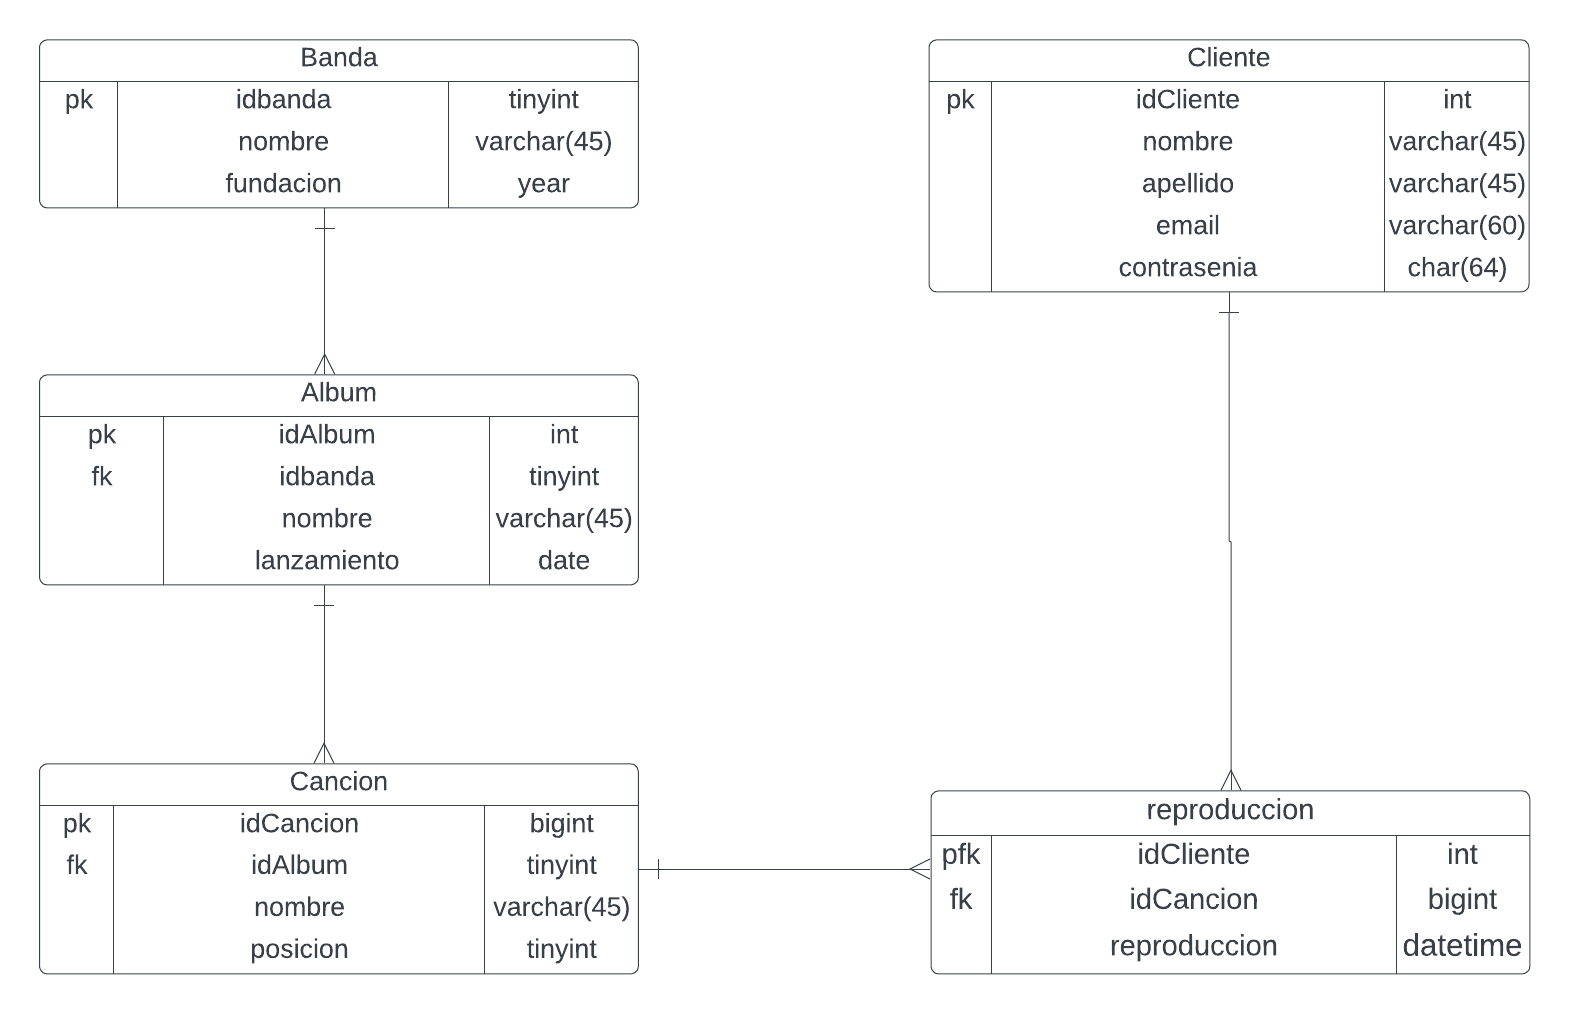 Banda
pk idbanda tinyint
nombre varchar(45)
fundacion year
Album
pk idAlbum int
fk idbanda tinyint
nombre varchar(45)
lanzamiento date
Cancion
pk idCancion bigint
fk idAlbum tinyint
nombre varchar(45)
posicion tinyint
Cliente
pk idCliente int
nombre varchar(45)
apellido varchar(45)
email varchar(60)
contrasenia char(64)
reproduccion
pfk idCliente int
fk idCancion bigint
reproduccion datetime